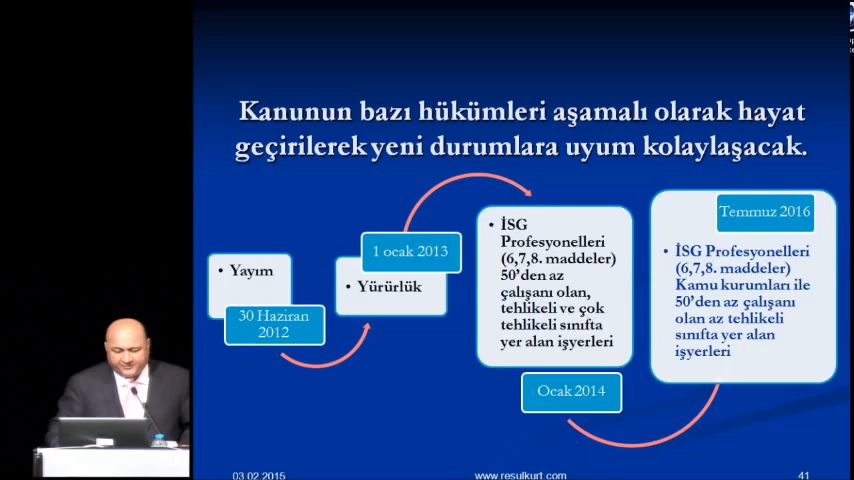 Kanunun bazı hükümleri aşamalı olarak hayat
geçirilerek yeni durumlara uyum kolaylaşacak.
• Yayım
30 Haziran
2012
1 ocak 2013
• Yürürlük
• İSG
Profesyonelleri
(6,7,8. maddeler)
50'den az
çalışanı olan,
tehlikeli ve çok
tehlikeli sınıfta
yer alan işyerleri
Ocak 2014
Temmuz 2016
• İSG Profesyonelleri
(6,7,8. maddeler)
Kamu kurumları ile
50'den az çalışanı
olan az tehlikeli
sınıfta yer alan
işyerleri
03.02.2015
www.resulkurt.com
41